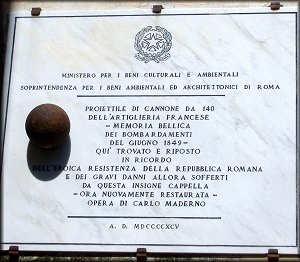 MINISTERO PER I BENI CULTURALI E AMBIENTALI
SOPRINTENDENZA PER I BENI AMBIENTALI ED ARCHITETTONICI DI ROMA
PROIETTILE DI CANNONE DA 140
DELL'ARTIGLIERIA FRANCESE
-MEMORIA BELLICA
DEI BOMBARDAMENTI
DEL GIUGNO 1849-
QUI' TROVATO E RIPOSTO
IN RICORDO
DELL'EROICA RESISTENZA DELLA REPUBBLICA ROMANA
E DEI GRAVI DANNI ALLORA SOFFERTI
DA QUESTA INSIGNE CAPPELLA
-ORA NUOVAMENTE RESTAURATA-
OPERA DI CARLO MADERNO
A. D. MDCCCCXCV